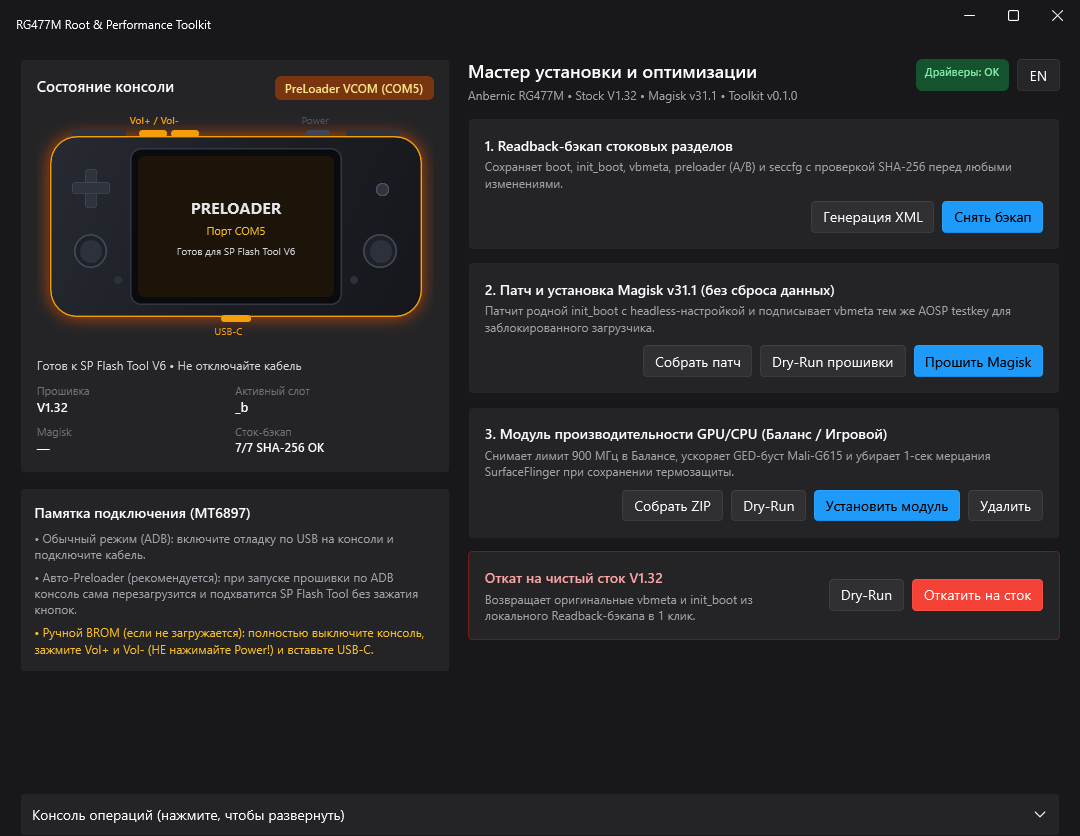 RG477M Root & Performance Toolkit
Состояние консоли
PreLoader VCOM (COM5)
Vol+ / Vol-
Power
PRELOADER
Порт COM5
Готов для SP Flash Tool V6
USB-C
Готов к SP Flash Tool V6 • Не отключайте кабель
Прошивка
Активный слот
V1.32
_b
Magisk
Сток-бэкап
—
7/7 SHA-256 OK
Памятка подключения (MT6897)
• Обычный режим (ADB): включите отладку по USB на консоли и
подключите кабель.
• Авто-Preloader (рекомендуется): при запуске прошивки по ADB
консоль сама перезагрузится и подхватится SP Flash Tool без зажатия
кнопок.
• Ручной BROM (если не загружается): полностью выключите консоль,
зажмите Vol+ и Vol- (НЕ нажимайте Power!) и вставьте USB-C.
Мастер установки и оптимизации
Anbernic RG477M • Stock V1.32 • Magisk v31.1 • Toolkit v0.1.0
Драйверы: OK
EN
1. Readback-бэкап стоковых разделов
Сохраняет boot, init_boot, vbmeta, preloader (A/B) и seccfg с проверкой SHA-256 перед любыми
изменениями.
Генерация XML
Снять бэкап
2. Патч и установка Magisk v31.1 (без сброса данных)
Патчит родной init_boot с headless-настройкой и подписывает vbmeta тем же AOSP testkey для
заблокированного загрузчика.
Собрать патч
Dry-Run прошивки
Прошить Magisk
3. Модуль производительности GPU/CPU (Баланс / Игровой)
Снимает лимит 900 МГц в Балансе, ускоряет GED-буст Mali-G615 и убирает 1-сек мерцания
SurfaceFlinger при сохранении термозащиты.
Собрать ZIP
Dry-Run
Установить модуль
Удалить
Откат на чистый сток V1.32
Возвращает оригинальные vbmeta и init_boot из
локального Readback-бэкапа в 1 клик.
Dry-Run
Откатить на сток
Консоль операций (нажмите, чтобы развернуть)